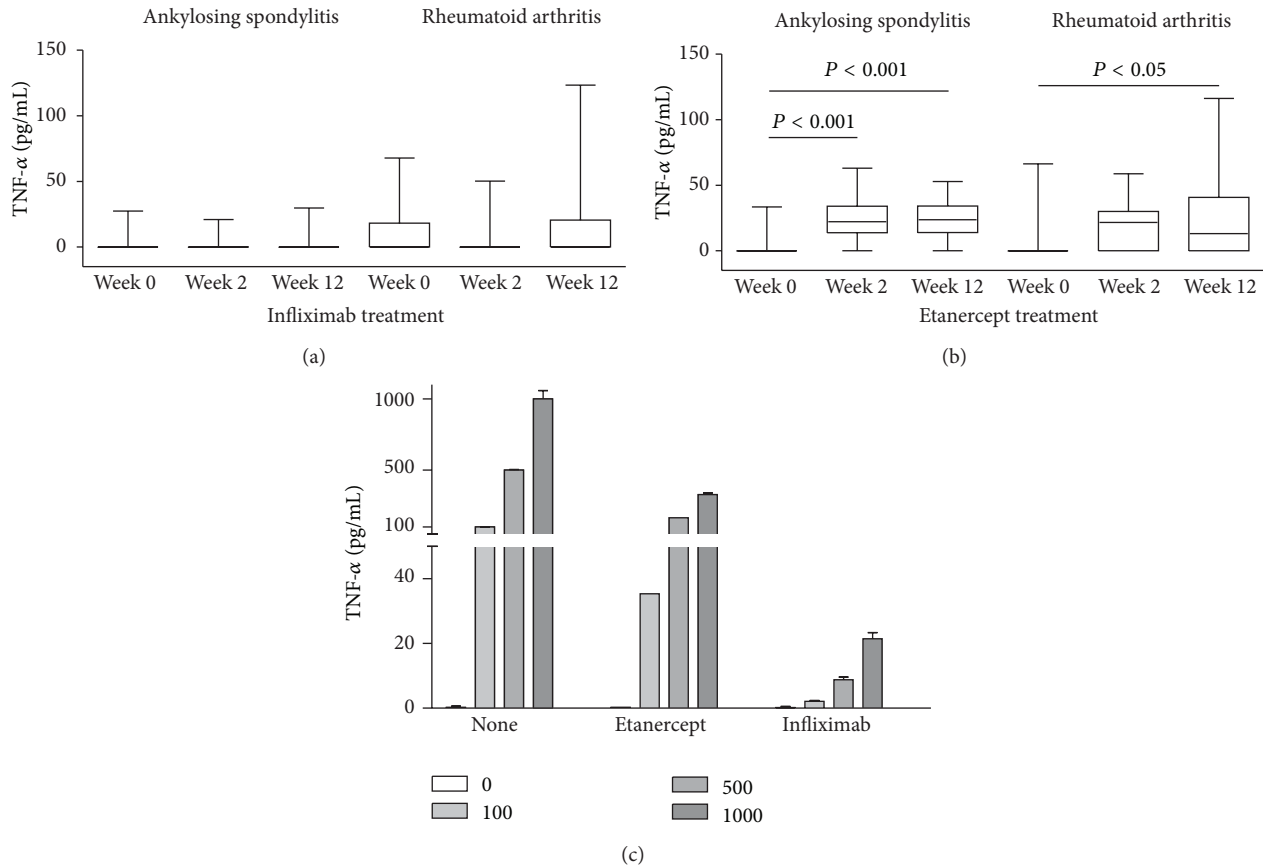 Ankylosing spondylitis Rheumatoid arthritis
150
100
50
0
TNF-α (pg/mL)
Week 0 Week 2 Week 12 Week 0 Week 2 Week 12
Infliximab treatment
(a)
Ankylosing spondylitis Rheumatoid arthritis
150
100
50
0
TNF-α (pg/mL)
P < 0.001 P < 0.05
P < 0.001
Week 0 Week 2 Week 12 Week 0 Week 2 Week 12
Etanercept treatment
(b)
1000
500
100
40
20
0
TNF-α (pg/mL)
None Etanercept Infliximab
0 500
100 1000
(c)